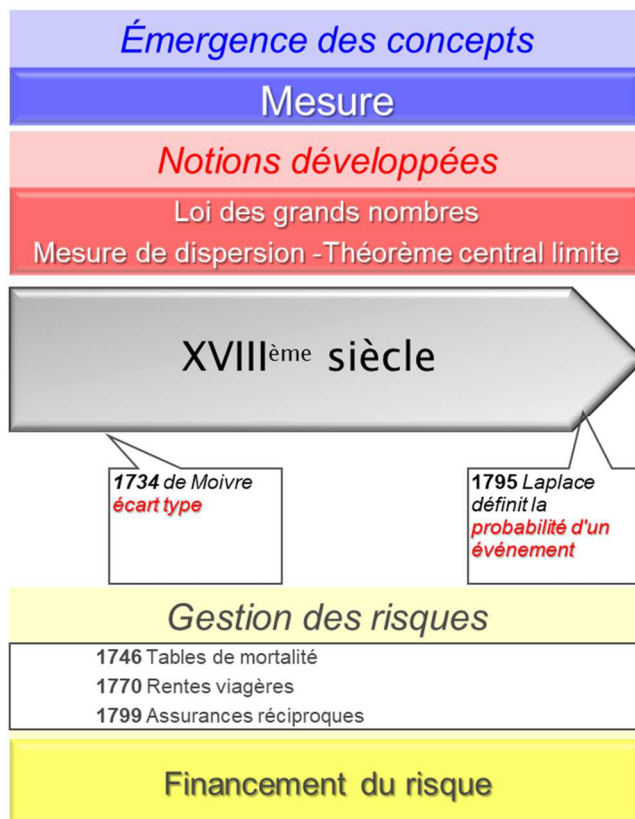 Émergence des concepts
Mesure
Notions développées
Loi des grands nombres
Mesure de dispersion -Théorème central limite
XVIIIème siècle
1734 de Moivre
écart type
1795 Laplace
définit la
probabilité d'un
événement
Gestion des risques
1746 Tables de mortalité
1770 Rentes viagères
1799 Assurances réciproques
Financement du risque